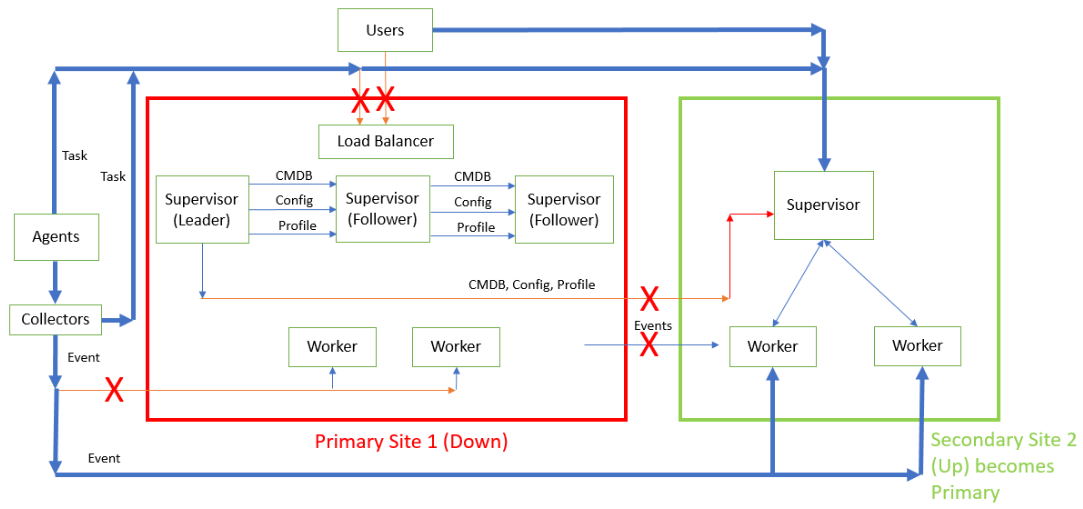 Users
Load Balancer
Task
Task
CMDB
CMDB
Supervisor
(Leader)
Config
Supervisor
(Follower)
Config
Supervisor
(Follower)
Profile
Profile
Supervisor
Agents
CMDB, Config, Profile
Collectors
Events
Event
Worker
Worker
Worker
Worker
Primary Site 1 (Down)
Event
Secondary Site 2
(Up) becomes
Primary